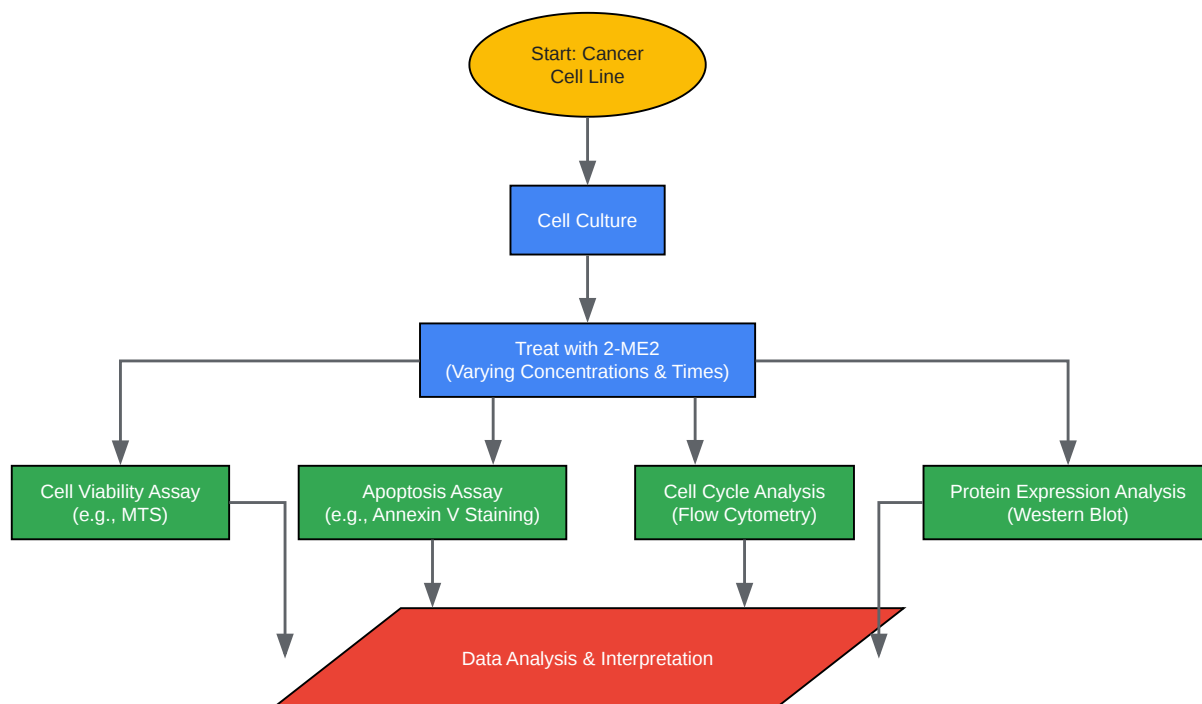 Start: Cancer
Cell Line
Cell Culture
Treat with 2-ME2
(Varying Concentrations & Times)
Cell Viability Assay
(e.g., MTS)
Apoptosis Assay
(e.g., Annexin V Staining)
Cell Cycle Analysis
(Flow Cytometry)
Protein Expression Analysis
(Western Blot)
Data Analysis & Interpretation